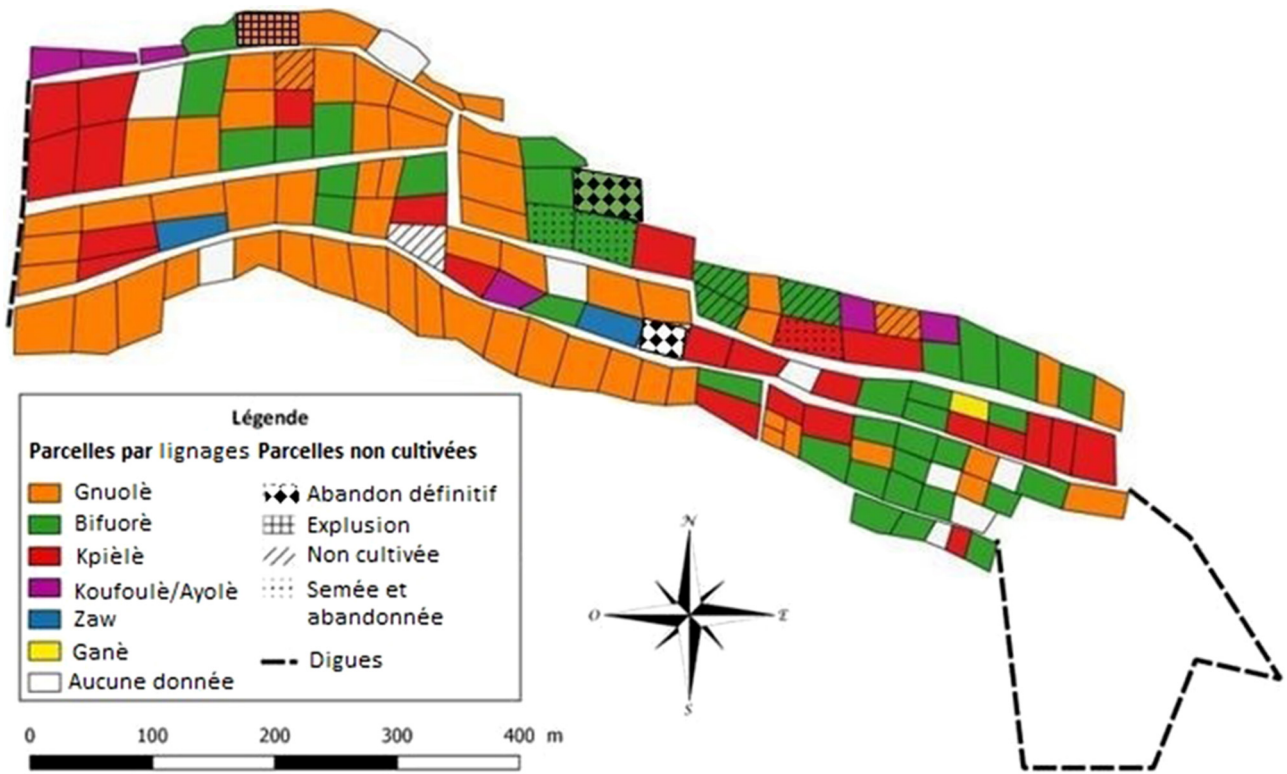 Légende
Parcelles par lignages Parcelles non cultivées
Gnuolè Abandon définitif
Bifuorè Explusion
Kpièlè Non cultivée
Koufoulè/Ayolè Semée et
Zaw abandonnée
Ganè Digues
Aucune donnée
N
O E
S
0 100 200 300 400 m